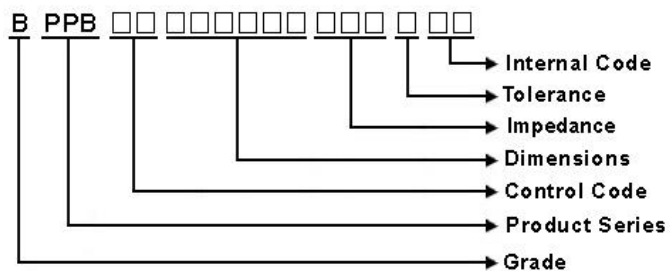 B PPB □□ □□□□□□ □□□ □ □□
Internal Code
Tolerance
Impedance
Dimensions
Control Code
Product Series
Grade